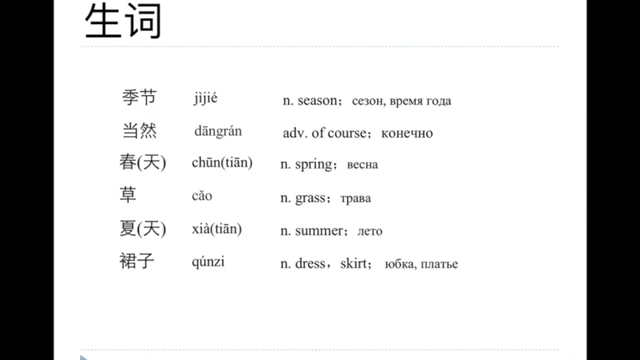 生词
季节 jìjié n. season；сезон, время года
当然 dāngrán adv. of course；конечно
春(天) chūn(tiān) n. spring；весна
草 cǎo n. grass；трава
夏(天) xià(tiān) n. summer；лето
裙子 qúnzi n. dress，skirt； юбка, платье